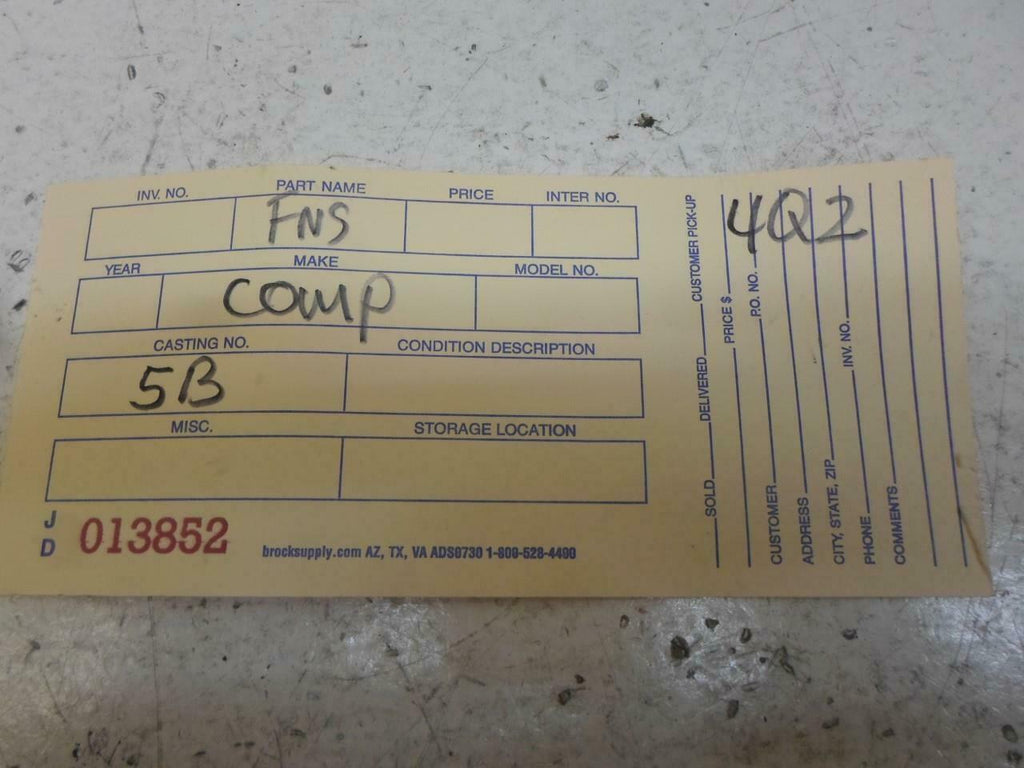 INV. NO. PART NAME PRICE INTER NO.
FNS
YEAR MAKE MODEL NO.
COMP
CASTING NO. CONDITION DESCRIPTION
5B
MISC. STORAGE LOCATION
J
D
013852
brocksupply.com AZ, TX, VA ADS0730 1-800-528-4400
SOLD DELIVERED CUSTOMER PICK-UP
PRICE $
P.O. NO.
CUSTOMER
ADDRESS
CITY, STATE, ZIP
INV. NO.
PHONE
COMMENTS
4Q2